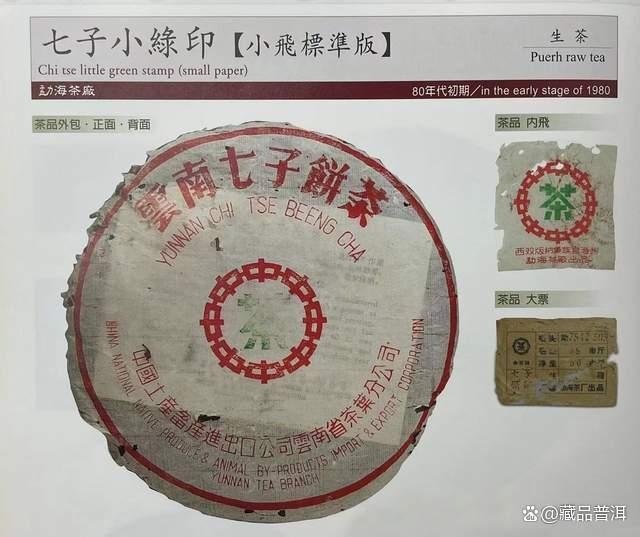 七子小綠印【小飛標準版】
Chi tse little green stamp (small paper)
生茶
Puerh raw tea
勐海茶廠
80年代初期／in the early stage of 1980
茶品外包·正面·背面
雲南七子餅茶
YUNNAN CHI TSE BEENG CHA
中
茶
中國土產畜產進出口公司雲南省茶葉分公司
NATIONAL NATIVE PRODUCE & ANIMAL BY-PRODUCTS IMPORT & EXPORT CORPORATION
YUNNAN TEA BRANCH
茶品 內飛
茶
西双版纳傣族自治州
勐海茶厂出品
茶品 大票
茶厂出品
@藏品普洱